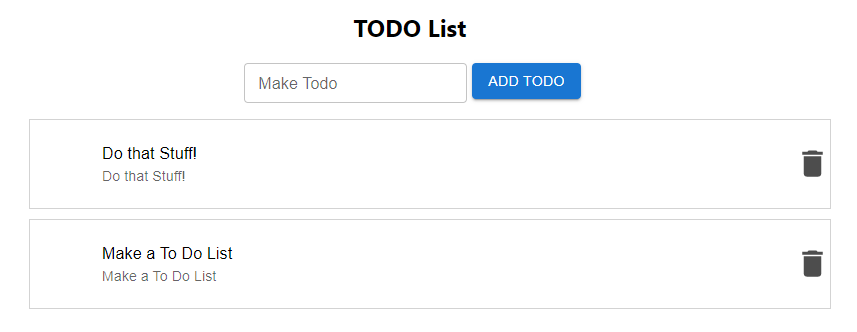 TODO List
Make Todo
ADD TODO
Do that Stuff!
Do that Stuff!
Make a To Do List
Make a To Do List